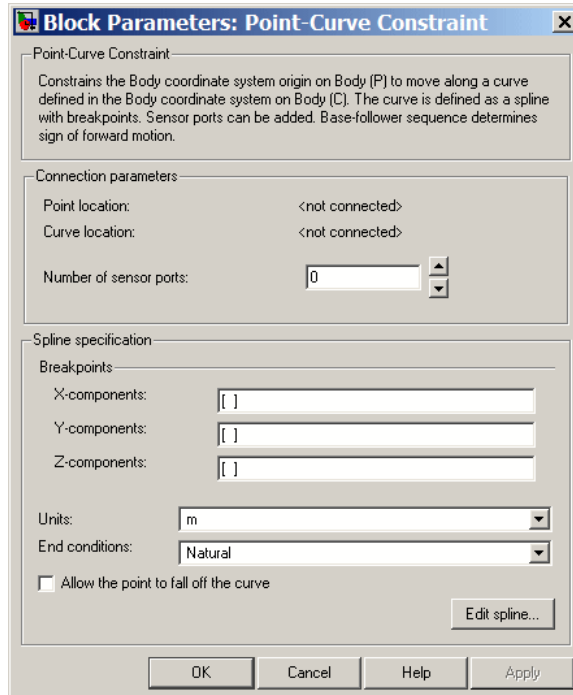 Block Parameters: Point-Curve Constraint
Point-Curve Constraint
Constrains the Body coordinate system origin on Body (P) to move along a curve
defined in the Body coordinate system on Body (C). The curve is defined as a spline
with breakpoints. Sensor ports can be added. Base-follower sequence determines
sign of forward motion.
Connection parameters
Point location: <not connected>
Curve location: <not connected>
Number of sensor ports: 0
Spline specification
Breakpoints
X-components: [ ]
Y-components: [ ]
Z-components: [ ]
Units: m
End conditions: Natural
Allow the point to fall off the curve
Edit spline...
OK Cancel Help Apply